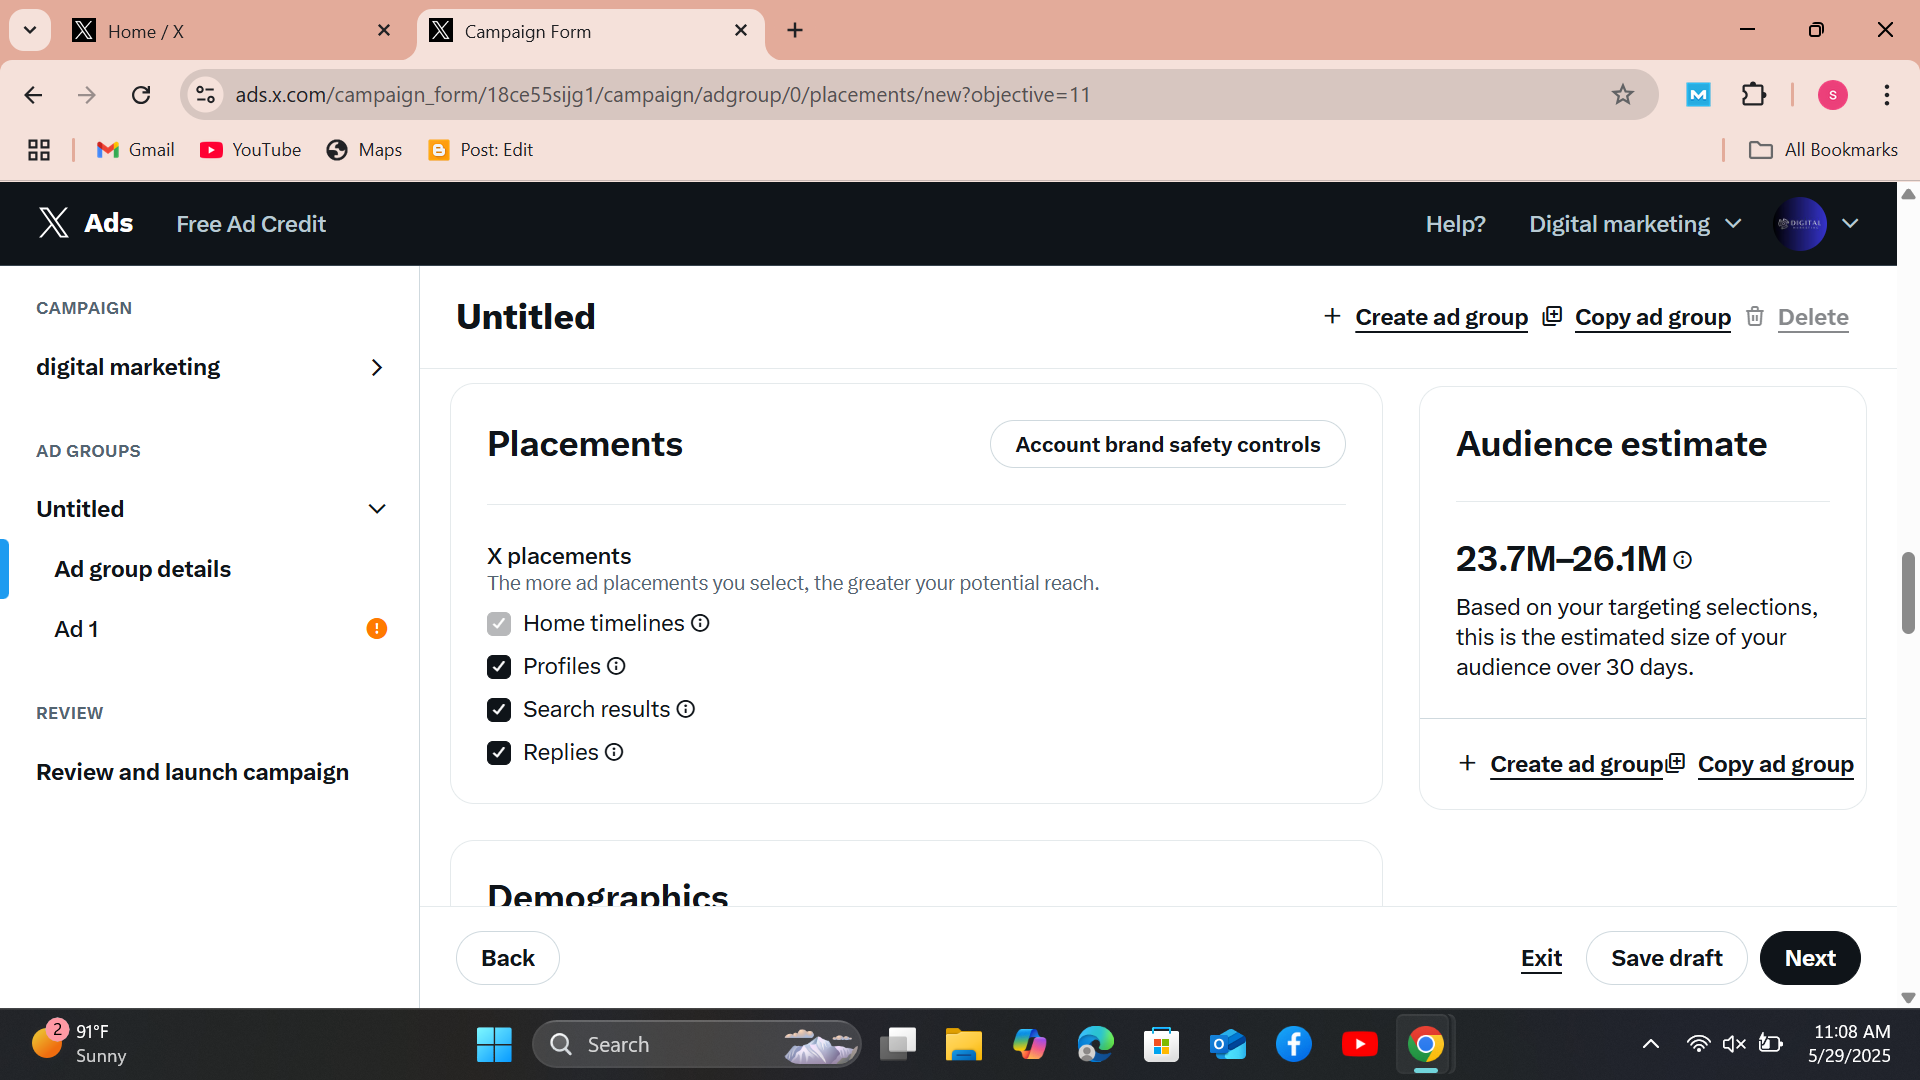 Home / X
Campaign Form
ads.x.com/campaign_form/18ce55sijg1/campaign/adgroup/0/placements/new?objective=11
S
Gmail
YouTube
Maps
Post: Edit
All Bookmarks
Ads
Free Ad Credit
Help?
Digital marketing
DIGITAL
CAMPAIGN
digital marketing
AD GROUPS
Untitled
Ad group details
Ad 1
REVIEW
Review and launch campaign
Untitled
Create ad group
Copy ad group
Delete
Placements
Account brand safety controls
X placements
The more ad placements you select, the greater your potential reach.
Home timelines
Profiles
Search results
Replies
Demographics
Audience estimate
23.7M–26.1M
Based on your targeting selections,
this is the estimated size of your
audience over 30 days.
Create ad group
Copy ad group
Back
Exit
Save draft
Next
2
91°F
Sunny
Search
11:08 AM
5/29/2025